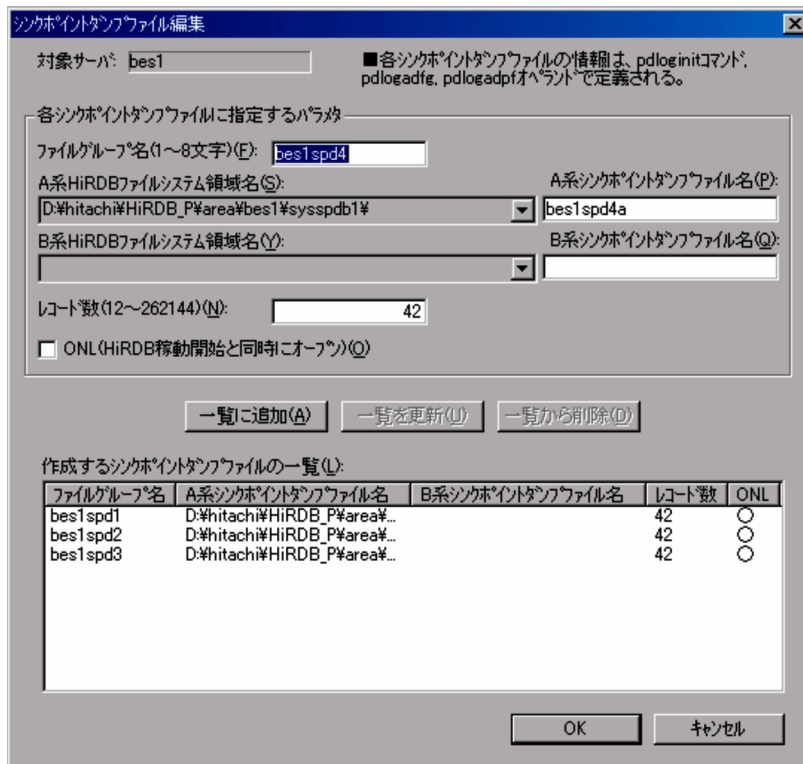 シンクポイントダンプファイル編集
対象サーバ: bes1
■各シンクポイントダンプファイルの情報は、pdloginitコマンド、
pdlogadfg, pdlogadpfオペランドで定義される。
各シンクポイントダンプファイルに指定するパラメタ
ファイルグループ名(1～8文字)(F): bes1spd4
A系HiRDBファイルシステム領域名(S): A系シンクポイントダンプファイル名(P):
D:¥hitachi¥HiRDB_P¥area¥bes1¥sysspdb1¥ bes1spd4a
B系HiRDBファイルシステム領域名(Y): B系シンクポイントダンプファイル名(Q):
レコード数(12～262144)(N): 42
ONL(HiRDB稼動開始と同時にオープン)(O)
一覧に追加(A) 一覧を更新(U) 一覧から削除(D)
作成するシンクポイントダンプファイルの一覧(L):
ファイルグループ名 A系シンクポイントダンプファイル名 B系シンクポイントダンプファイル名 レコード数 ONL
bes1spd1 D:¥hitachi¥HiRDB_P¥area¥... 42 ○
bes1spd2 D:¥hitachi¥HiRDB_P¥area¥... 42 ○
bes1spd3 D:¥hitachi¥HiRDB_P¥area¥... 42 ○
OK キャンセル